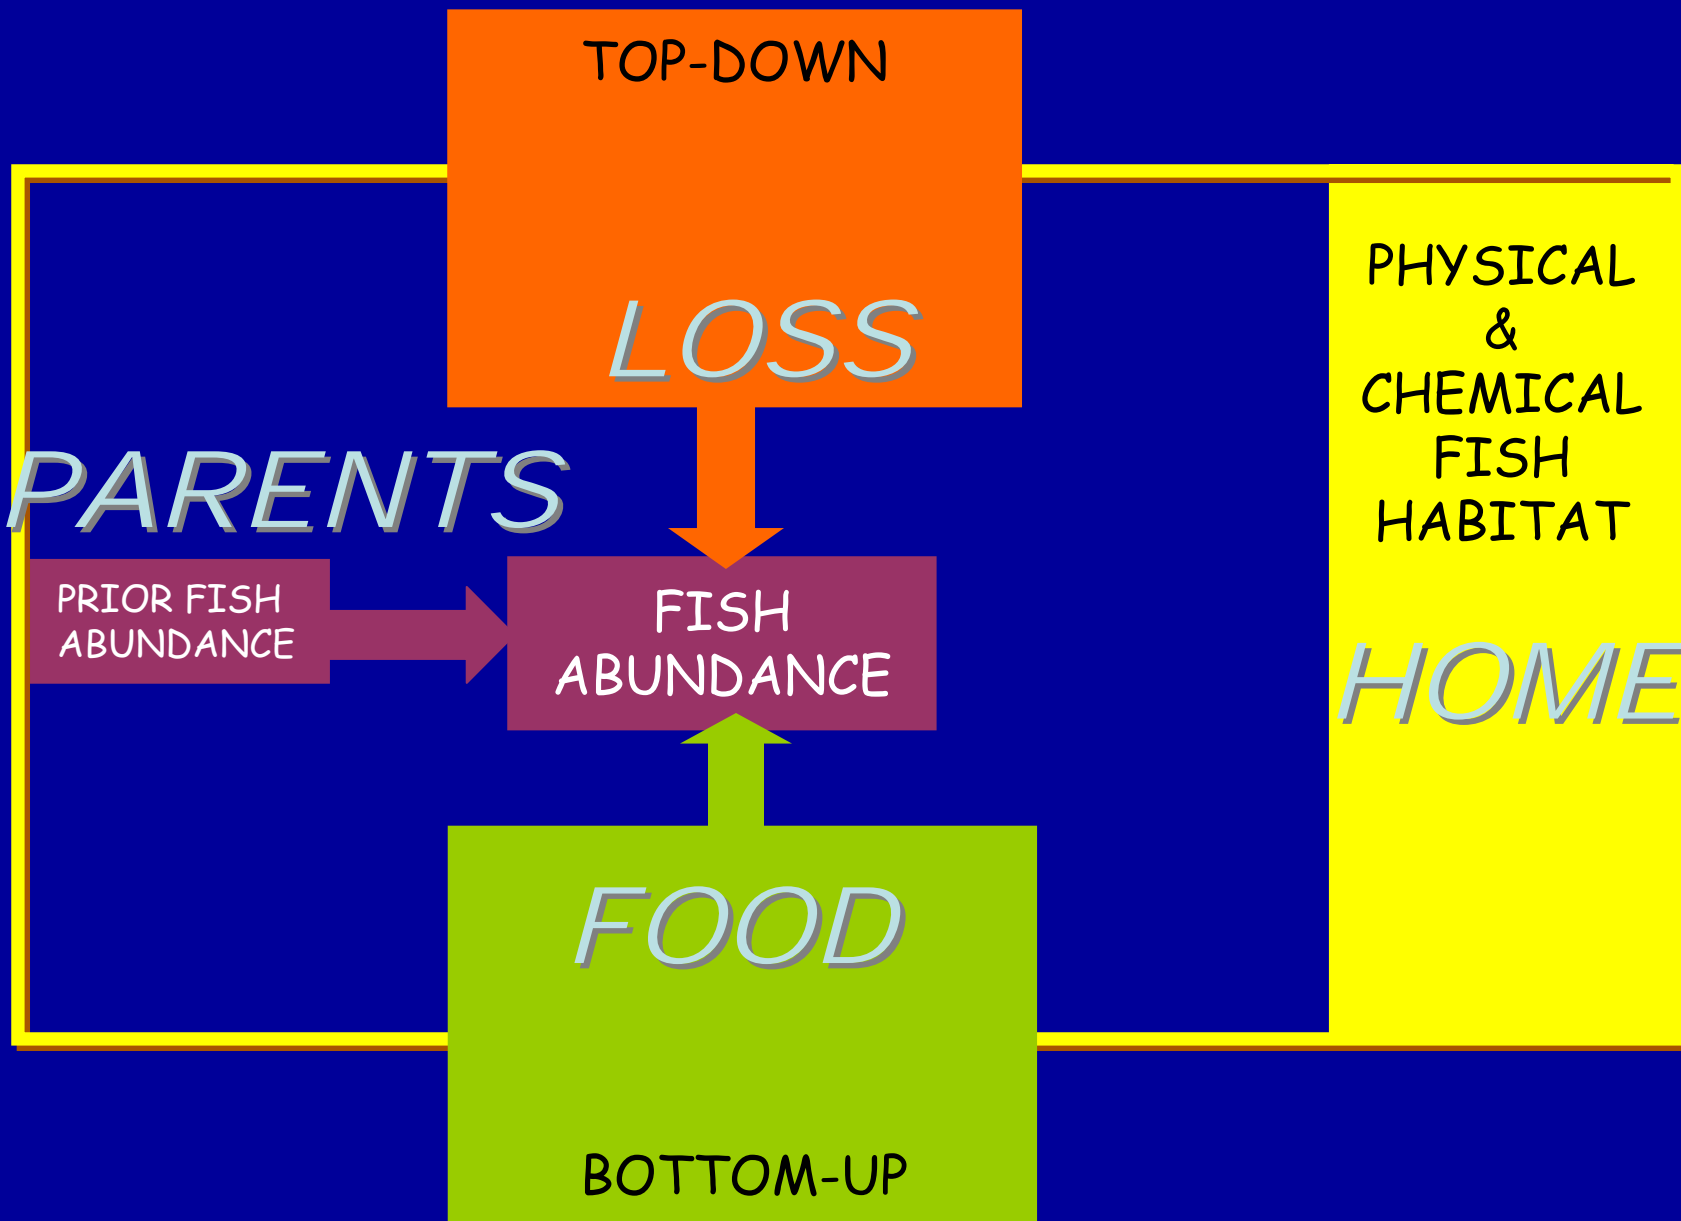 TOP-DOWN
LOSS
PARENTS
PRIOR FISH
ABUNDANCE
FISH
ABUNDANCE
FOOD
BOTTOM-UP
PHYSICAL
&
CHEMICAL
FISH
HABITAT
HOME